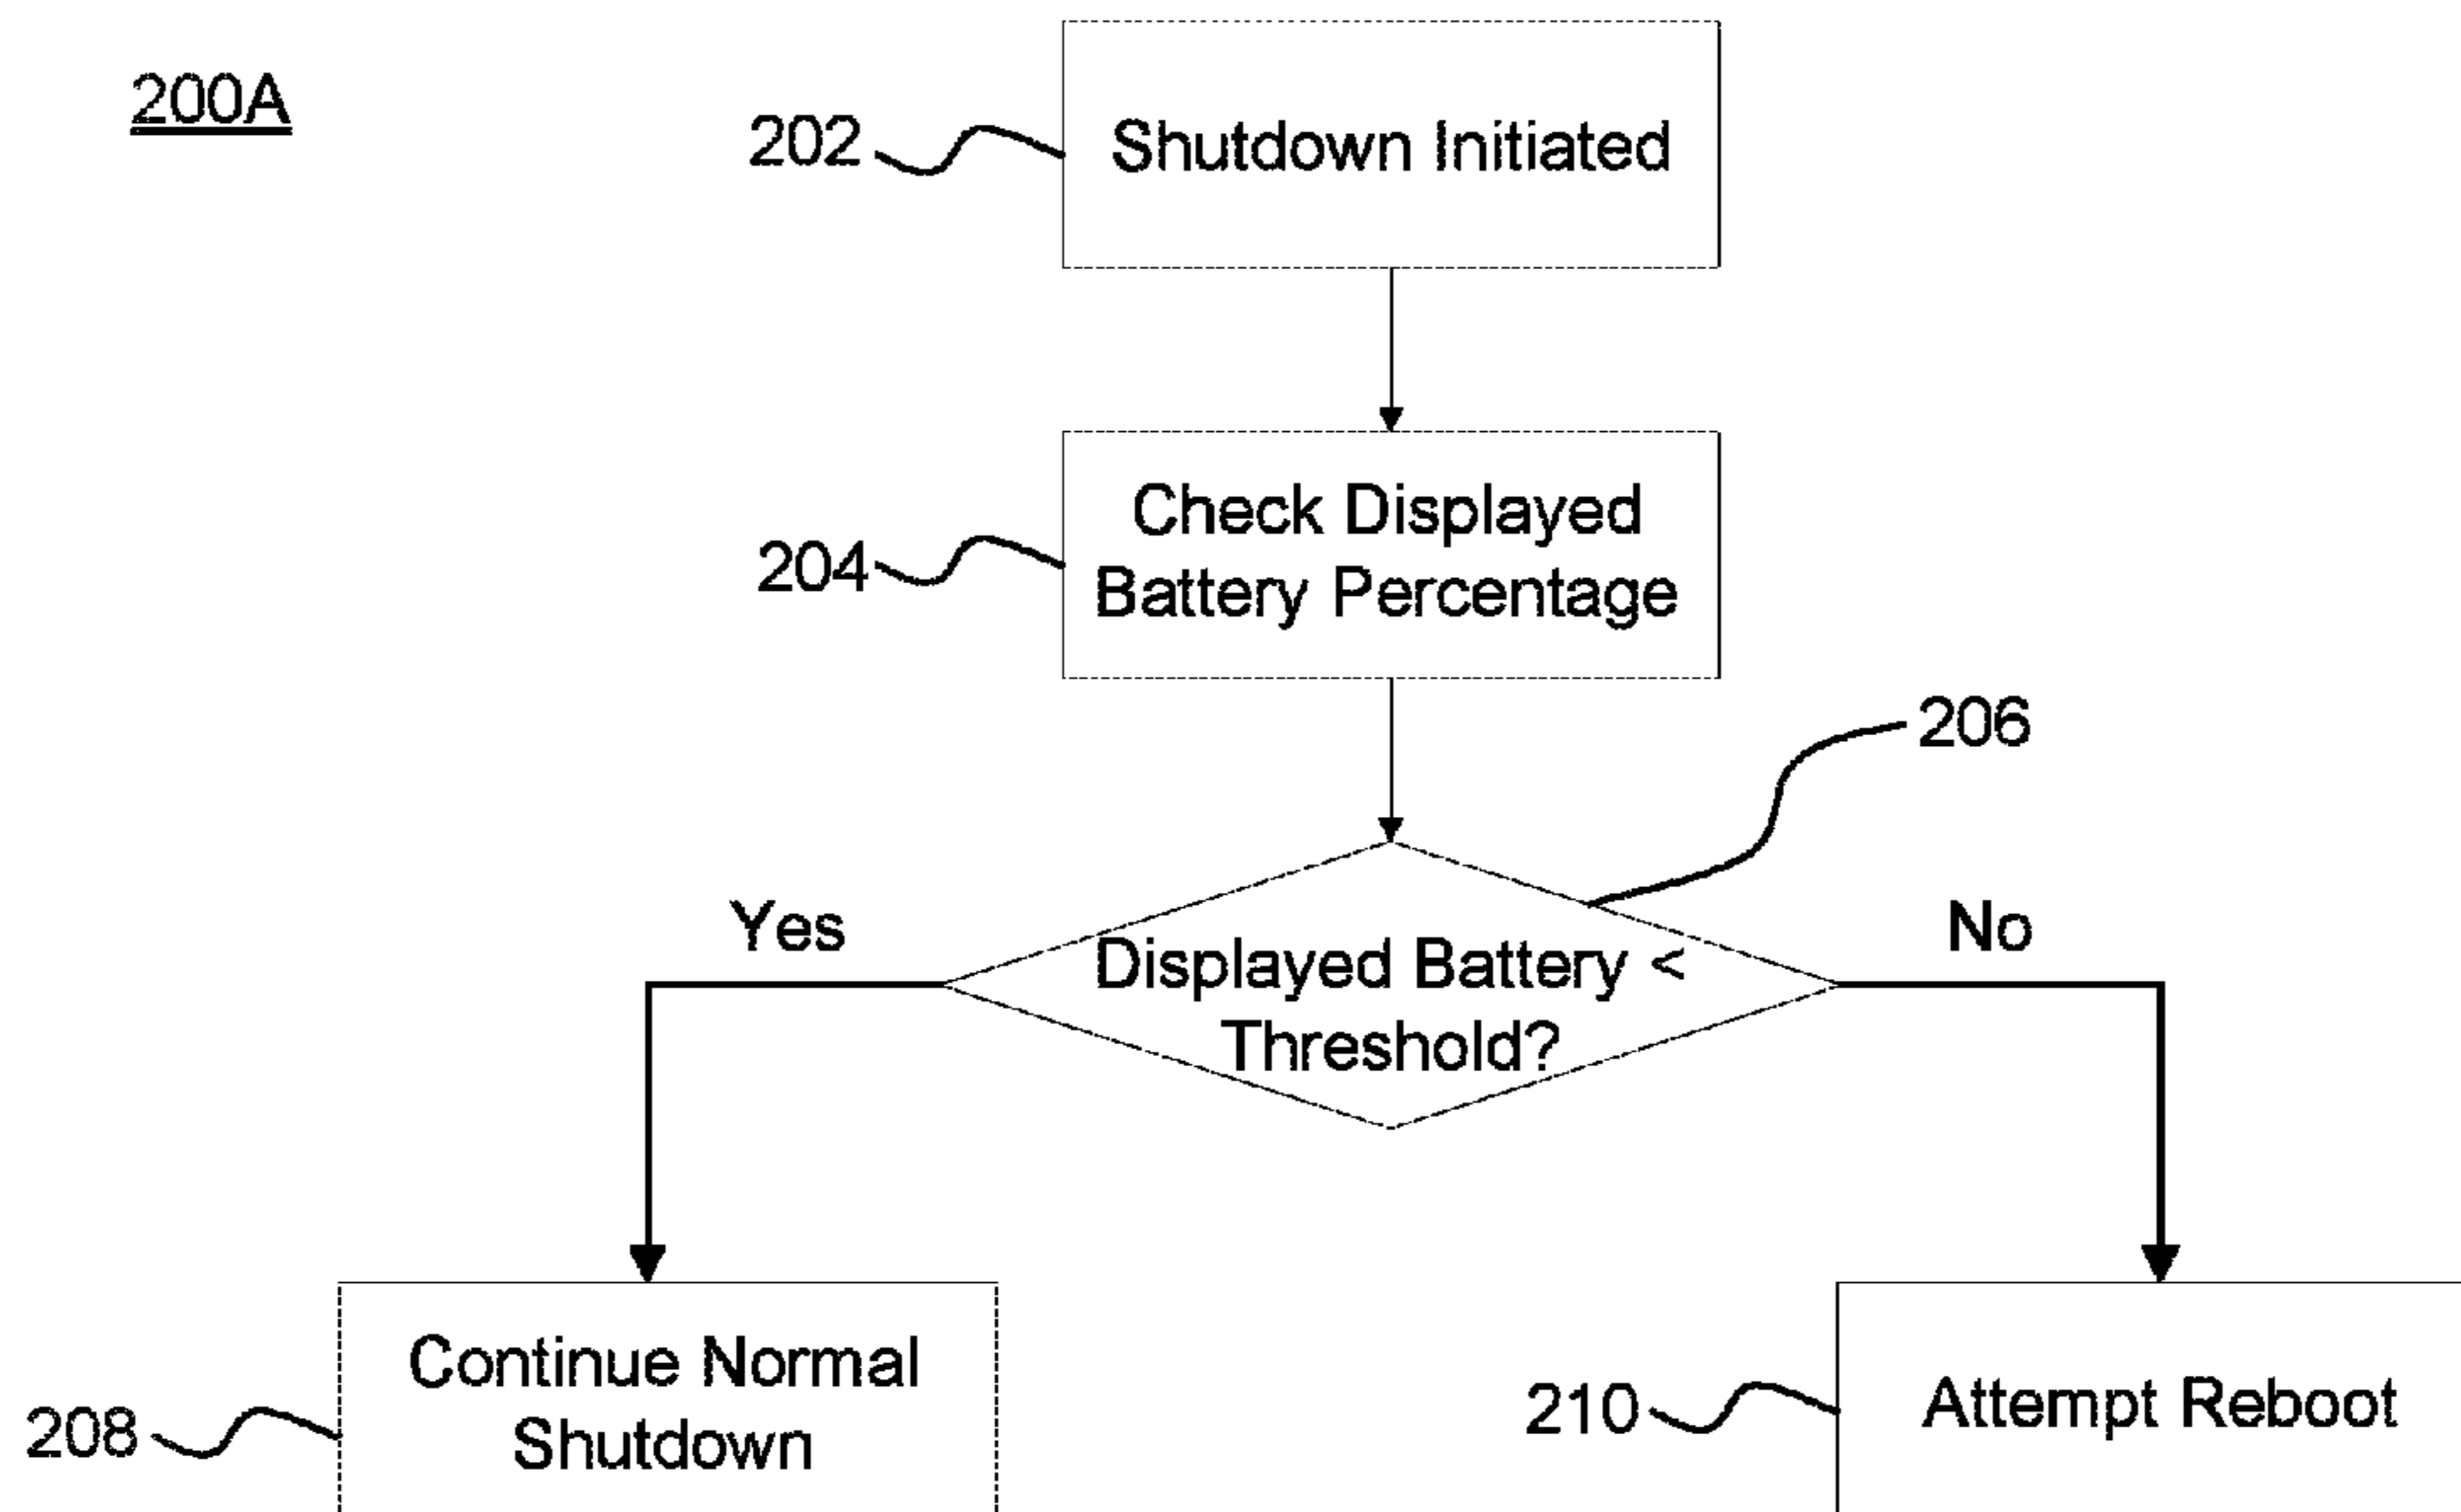 200A
202
Shutdown Initiated
204
Check Displayed
Battery Percentage
206
Yes
Displayed Battery <
Threshold?
No
208
Continue Normal
Shutdown
210
Attempt Reboot